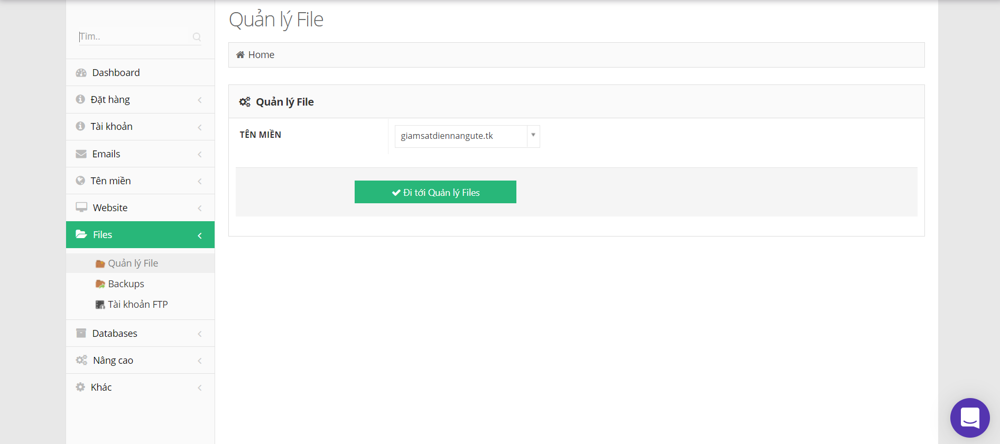 Tìm..
Dashboard
Đặt hàng
Tài khoản
Emails
Tên miền
Website
Files
Quản lý File
Backups
Tài khoản FTP
Databases
Nâng cao
Khác
Quản lý File
Home
Quản lý File
TÊN MIỀN
giamsatdiennangute.tk
Đi tới Quản lý Files